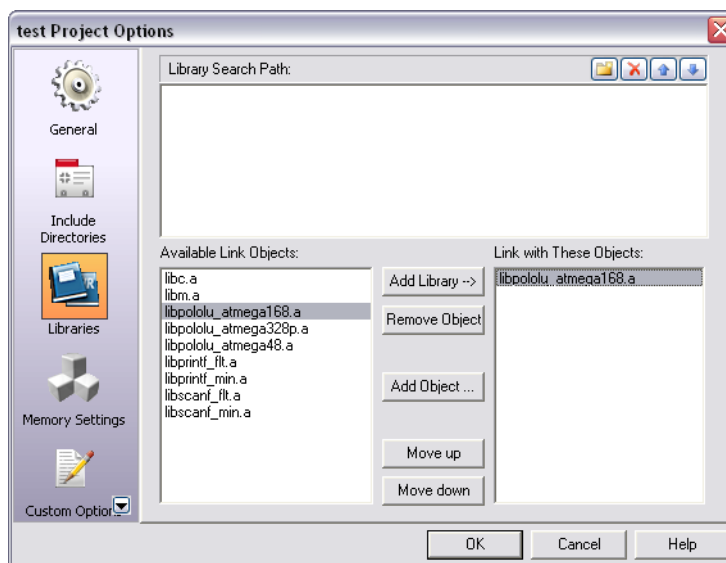 test Project Options
General
Include
Directories
Libraries
Memory Settings
Custom Options
Library Search Path:
Available Link Objects:
libc.a
libm.a
libpololu_atmega168.a
libpololu_atmega328p.a
libpololu_atmega48.a
libprintf_flt.a
libprintf_min.a
libscanf_flt.a
libscanf_min.a
Add Library -->
Remove Object
Add Object ...
Move up
Move down
Link with These Objects:
libpololu_atmega168.a
OK
Cancel
Help